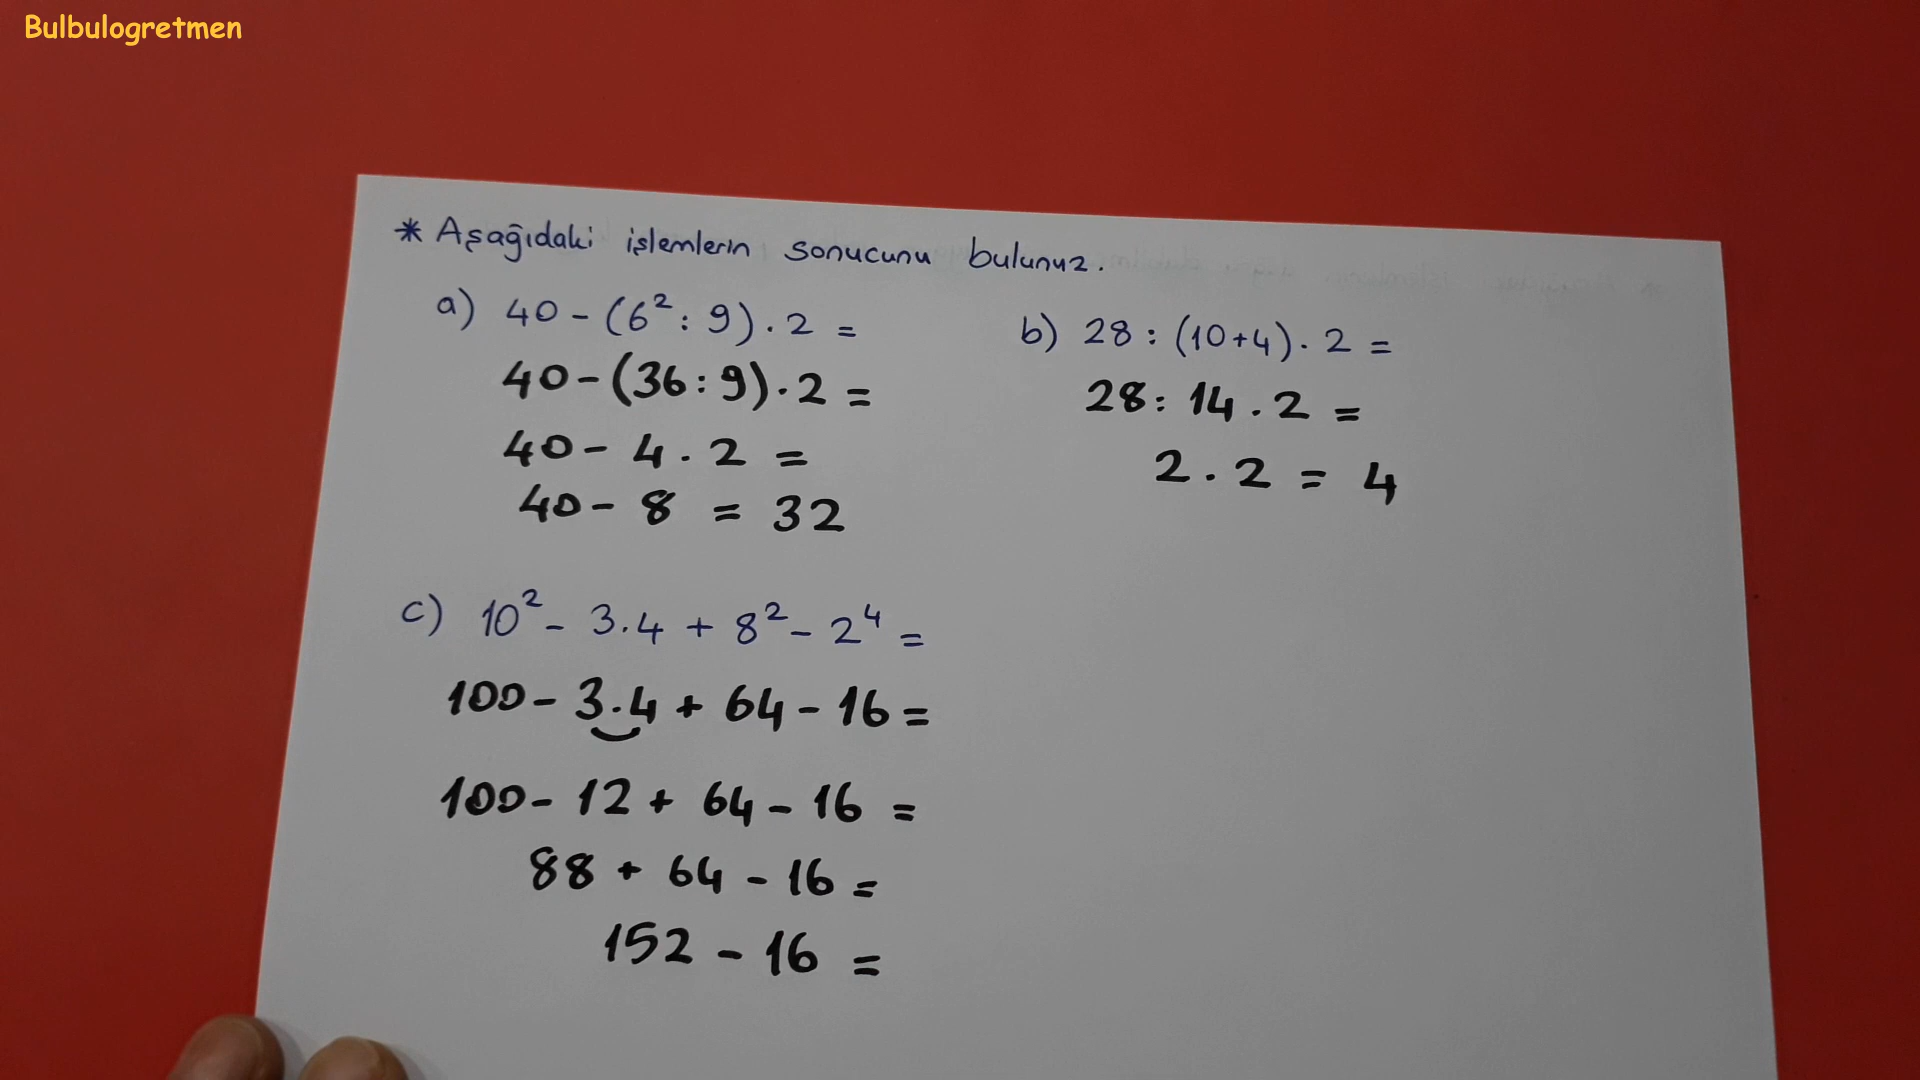 Bulbulogretmen
* Aşağıdaki işlemlerin sonucunu bulunuz.
a) 40 - (6² : 9) . 2 =
40 - (36 : 9) . 2 =
40 - 4 . 2 =
40 - 8 = 32
b) 28 : (10+4) . 2 =
28 : 14 . 2 =
2 . 2 = 4
c) 10² - 3.4 + 8² - 2⁴ =
100 - 3.4 + 64 - 16 =
100 - 12 + 64 - 16 =
88 + 64 - 16 =
152 - 16 =